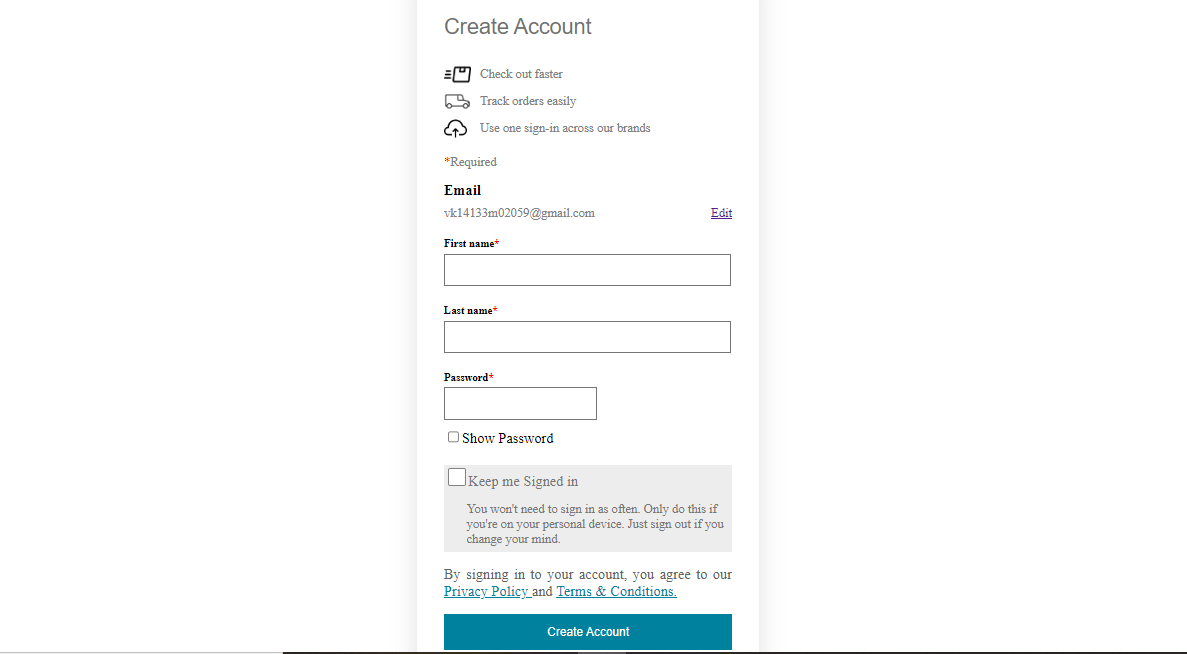 Create Account
Check out faster
Track orders easily
Use one sign-in across our brands
*Required
Email
vk14133m02059@gmail.com Edit
First name*
Last name*
Password*
Show Password
Keep me Signed in
You won't need to sign in as often. Only do this if
you're on your personal device. Just sign out if you
change your mind.
By signing in to your account, you agree to our
Privacy Policy and Terms & Conditions.
Create Account